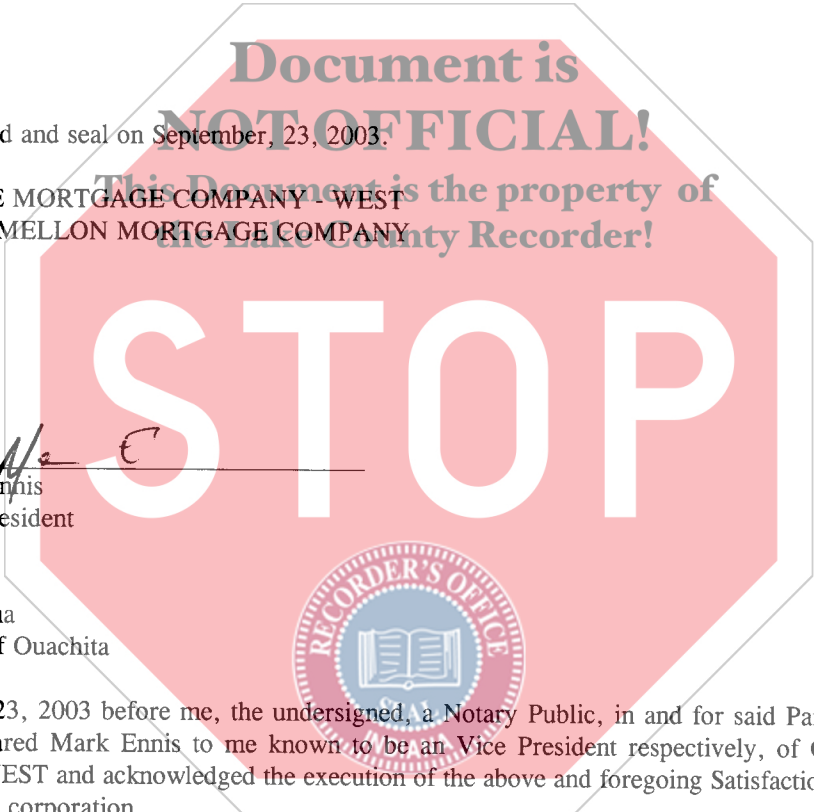 Document is
NOT OFFICIAL!
d and seal on September, 23, 2003.
This Document is the property of
E MORTGAGE COMPANY - WEST
the Lake County Recorder!
MELLON MORTGAGE COMPANY
STOP
nnis
esident
RECORDER'S OFFICE
na
f Ouachita
SEAL
INDIANA
23, 2003 before me, the undersigned, a Notary Public, in and for said Pa
ared Mark Ennis to me known to be an Vice President respectively, of
EST and acknowledged the execution of the above and foregoing Satisfactio
corporation